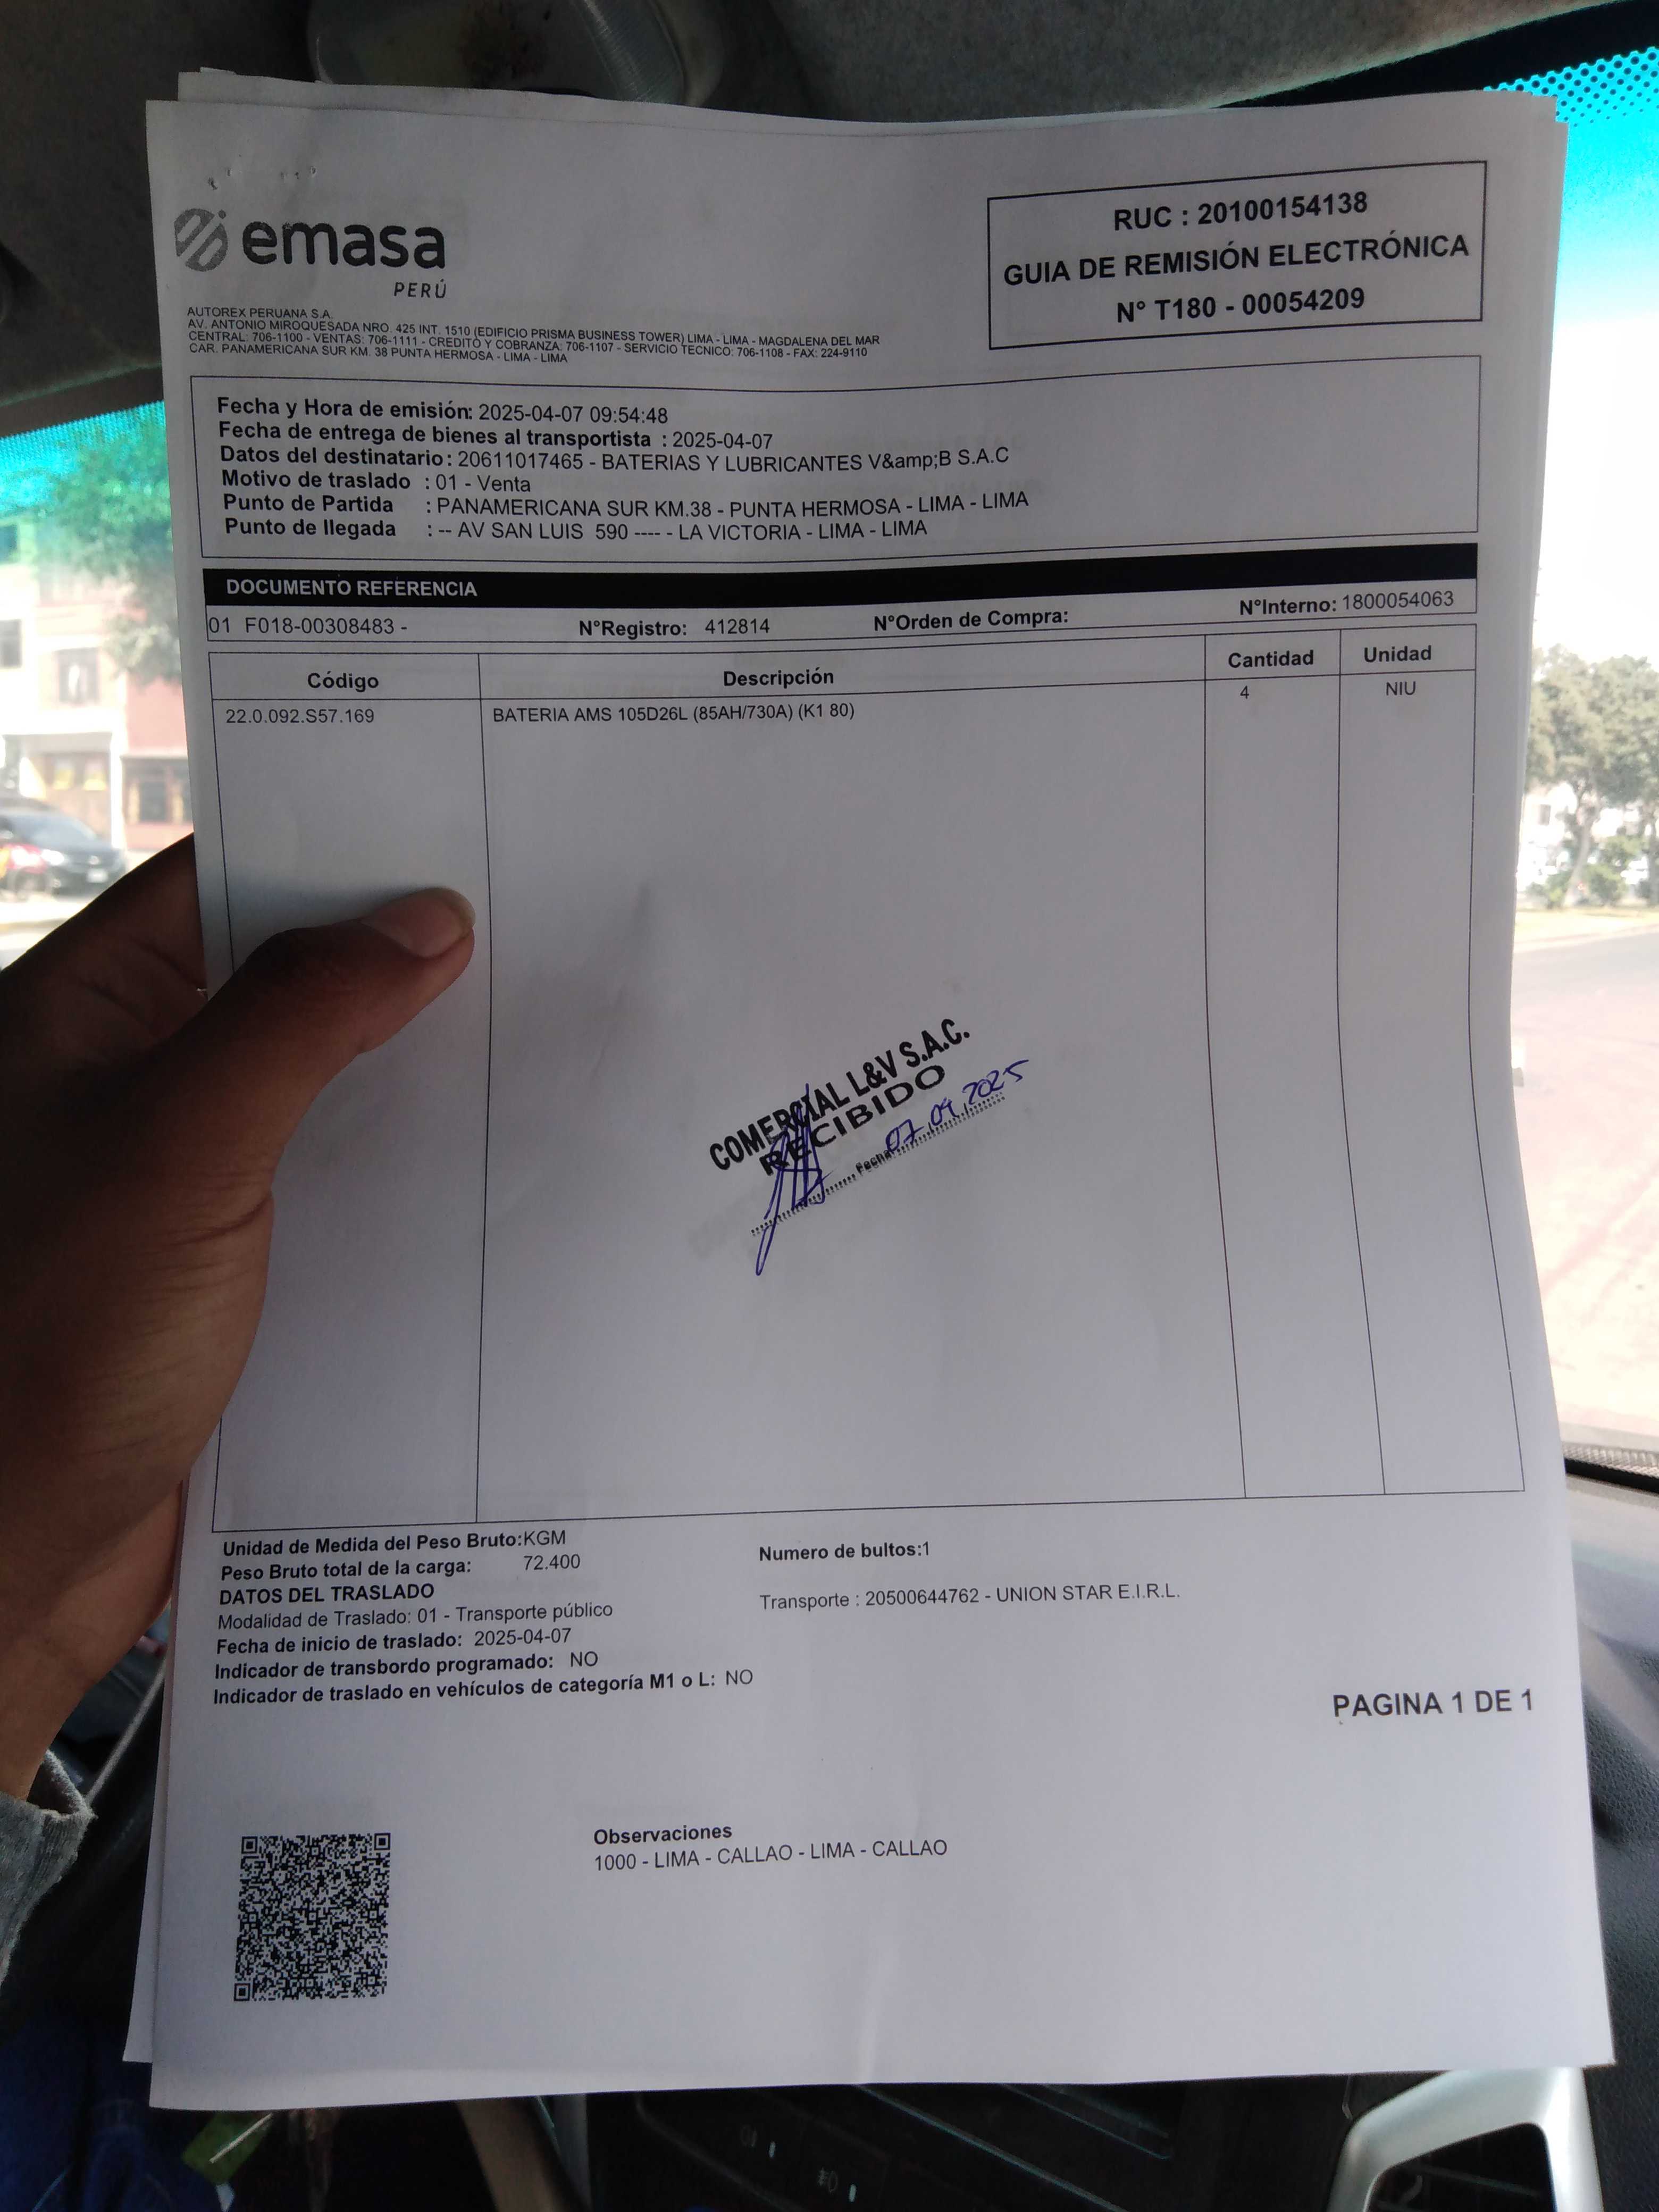 emasa
PERÚ
RUC : 20100154138
GUIA DE REMISIÓN ELECTRÓNICA
N° T180 - 00054209
AUTOREX PERUANA S.A.
AV. ANTONIO MIROQUESADA NRO. 425 INT. 1510 (EDIFICIO PRISMA BUSINESS TOWER) LIMA - LIMA - MAGDALENA DEL MAR
CENTRAL: 706-1100 - VENTAS: 706-1111 - CREDITO Y COBRANZA: 706-1107 - SERVICIO TECNICO: 706-1108 - FAX: 224-9110
CAR. PANAMERICANA SUR KM. 38 PUNTA HERMOSA - LIMA - LIMA
Fecha y Hora de emisión: 2025-04-07 09:54:48
Fecha de entrega de bienes al transportista : 2025-04-07
Datos del destinatario : 20611017465 - BATERIAS Y LUBRICANTES V&amp;B S.A.C
Motivo de traslado : 01 - Venta
Punto de Partida : PANAMERICANA SUR KM.38 - PUNTA HERMOSA - LIMA - LIMA
Punto de llegada : -- AV SAN LUIS 590 ---- - LA VICTORIA - LIMA - LIMA
DOCUMENTO REFERENCIA
01 F018-00308483 - N°Registro: 412814 N°Orden de Compra: N°Interno: 1800054063
Código Descripción Cantidad Unidad
22.0.092.S57.169 BATERIA AMS 105D26L (85AH/730A) (K1 80) 4 NIU
COMERCIAL L&V S.A.C.
RECIBIDO
Fecha 07.04.2025
Unidad de Medida del Peso Bruto:KGM
Peso Bruto total de la carga: 72.400
Numero de bultos:1
DATOS DEL TRASLADO
Modalidad de Traslado: 01 - Transporte público
Transporte : 20500644762 - UNION STAR E.I.R.L.
Fecha de inicio de traslado: 2025-04-07
Indicador de transbordo programado: NO
Indicador de traslado en vehículos de categoría M1 o L: NO
PAGINA 1 DE 1
Observaciones
1000 - LIMA - CALLAO - LIMA - CALLAO